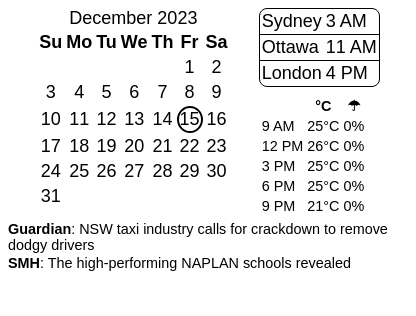 December 2023
Su Mo Tu We Th Fr Sa
1 2
3 4 5 6 7 8 9
10 11 12 13 14 15 16
17 18 19 20 21 22 23
24 25 26 27 28 29 30
31
Sydney 3 AM
Ottawa 11 AM
London 4 PM
°C ☂
9 AM 25°C 0%
12 PM 26°C 0%
3 PM 25°C 0%
6 PM 25°C 0%
9 PM 21°C 0%
Guardian: NSW taxi industry calls for crackdown to remove
dodgy drivers
SMH: The high-performing NAPLAN schools revealed